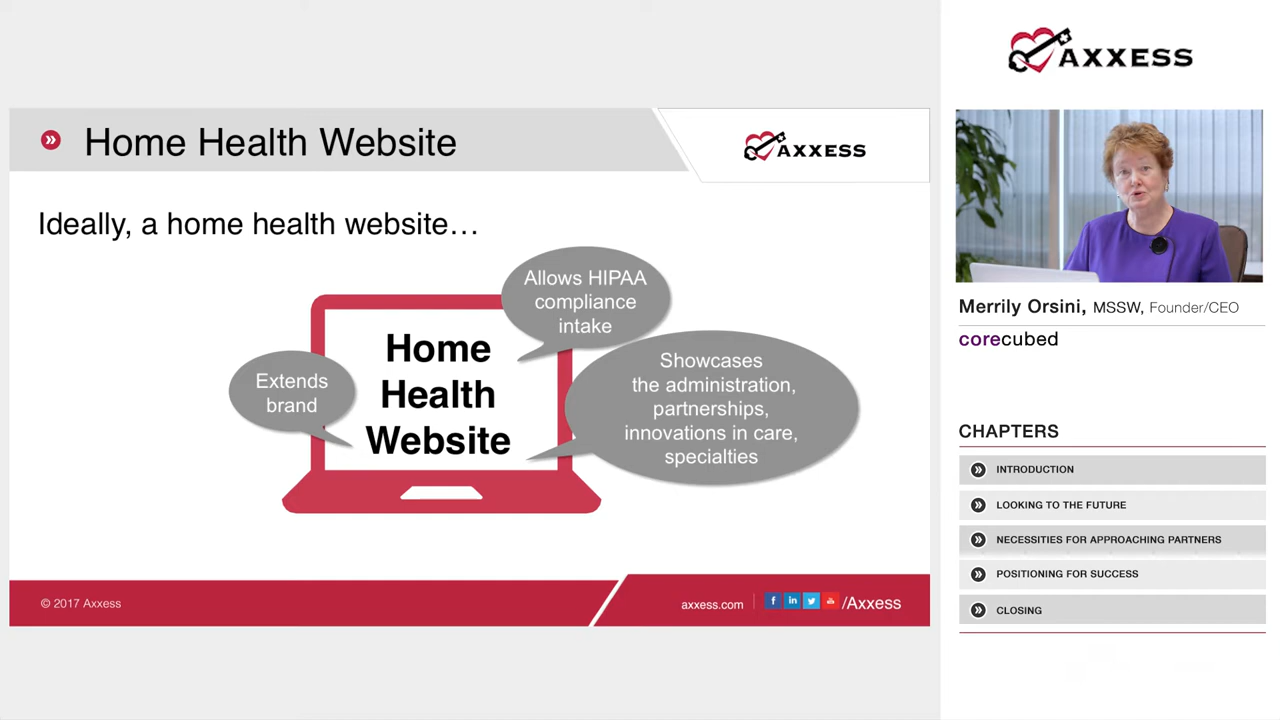 Home Health Website
AXXESS
Ideally, a home health website…
Allows HIPAA
compliance
intake
Extends
brand
Home
Health
Website
Showcases
the administration,
partnerships,
innovations in care,
specialties
© 2017 Axxess
axxess.com
f in /Axxess
AXXESS
Merrily Orsini, MSSW, Founder/CEO
corecubed
CHAPTERS
INTRODUCTION
LOOKING TO THE FUTURE
NECESSITIES FOR APPROACHING PARTNERS
POSITIONING FOR SUCCESS
CLOSING